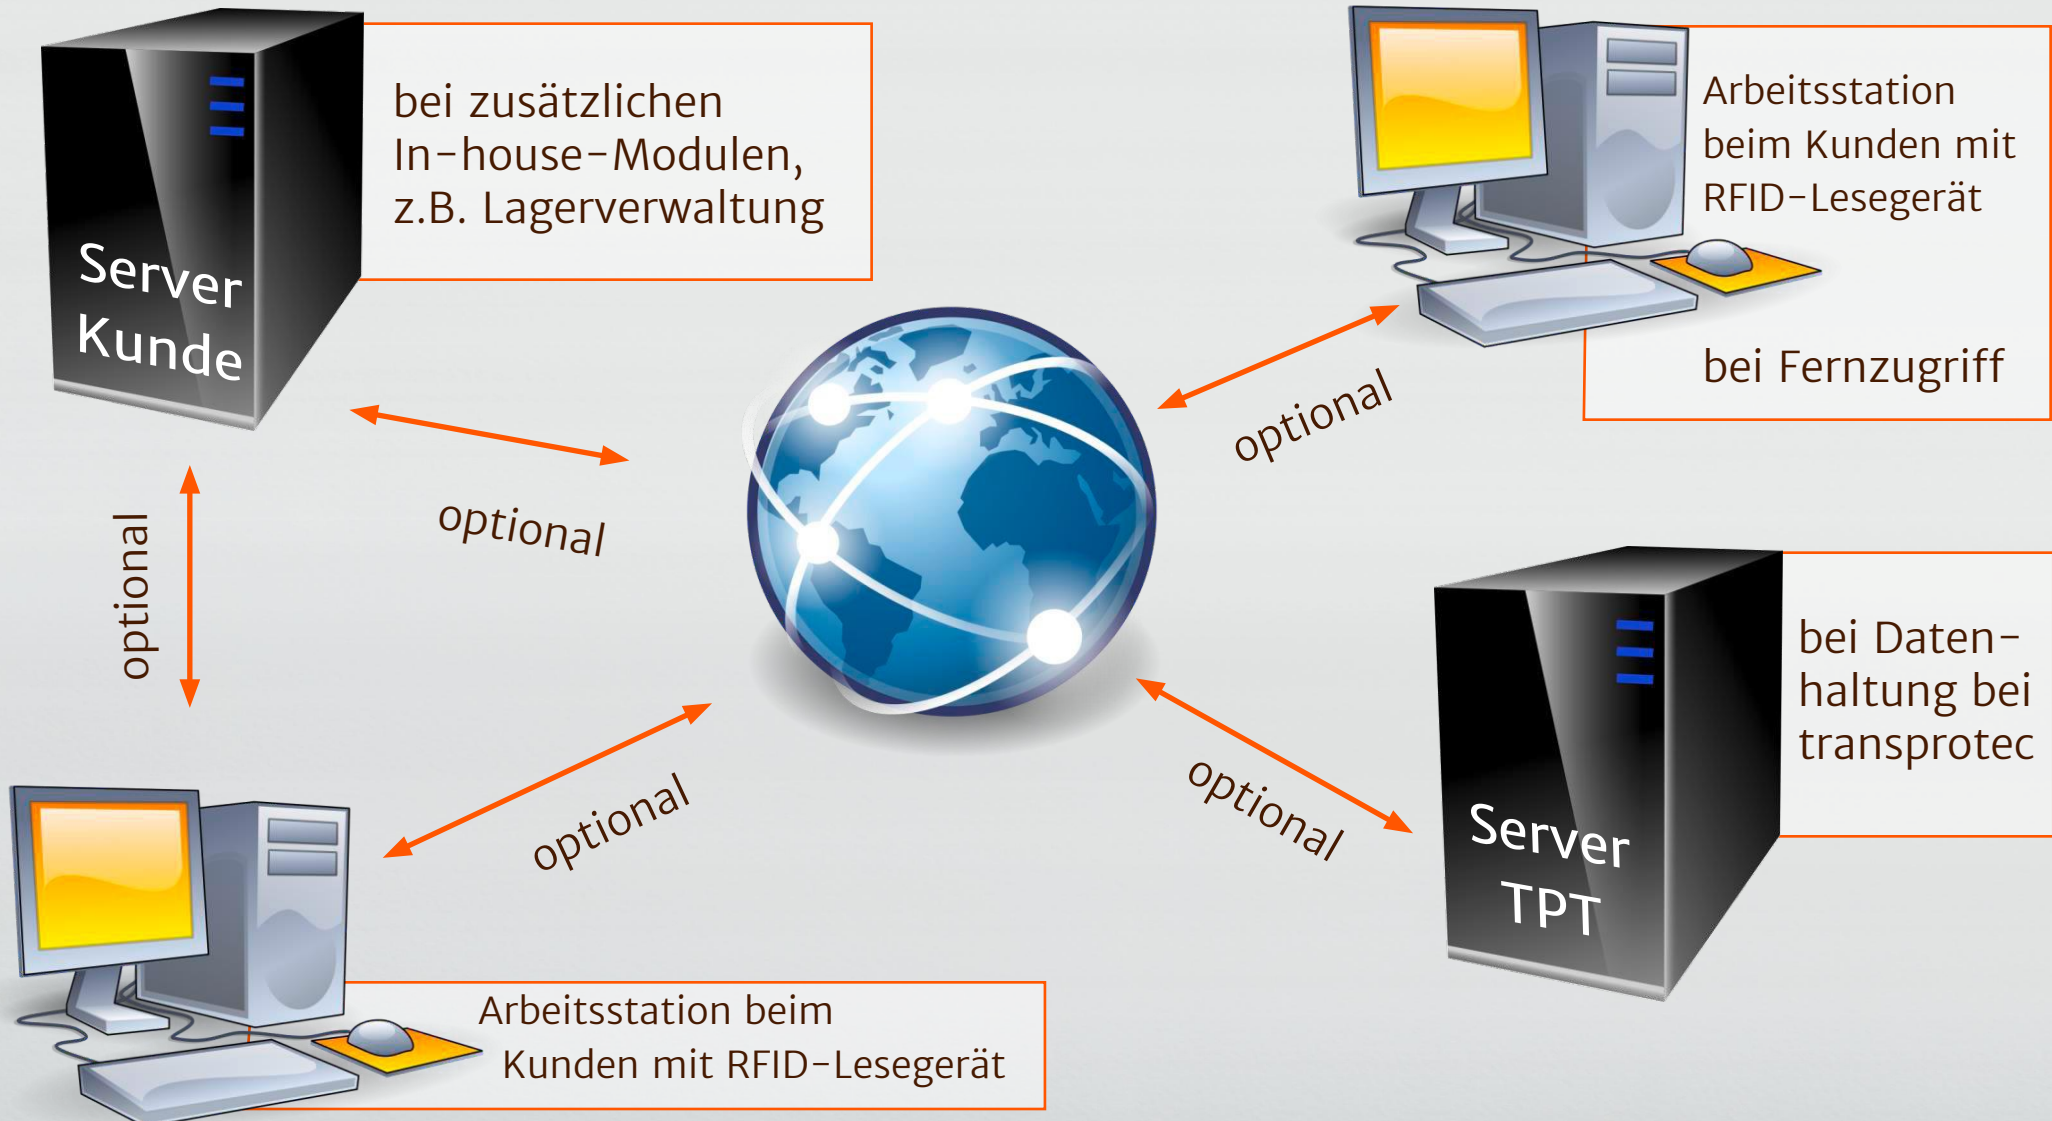 Server
Kunde
bei zusätzlichen
In-house-Modulen,
z.B. Lagerverwaltung
Arbeitsstation
beim Kunden mit
RFID-Lesegerät
bei Fernzugriff
optional
optional
optional
optional
optional
Server
TPT
bei Daten-
haltung bei
transprotec
Arbeitsstation beim
Kunden mit RFID-Lesegerät